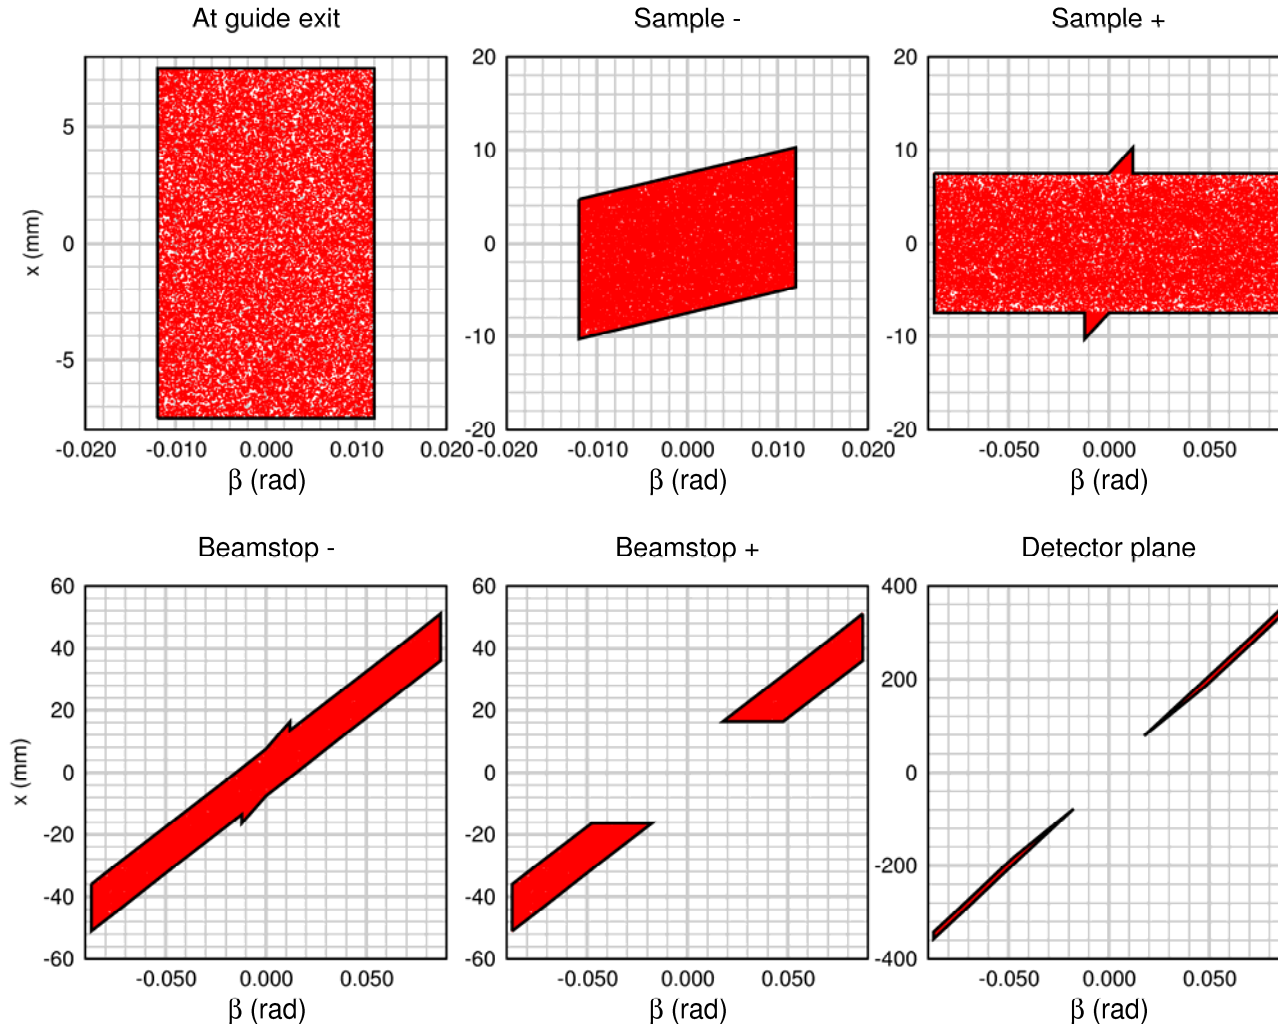 At guide exit
Sample -
Sample +
x (mm)
5
0
-5
-0.020 -0.010 0.000 0.010 0.020
β (rad)
20
10
0
-10
-20
-0.020 -0.010 0.000 0.010 0.020
β (rad)
20
10
0
-10
-20
-0.050 0.000 0.050
β (rad)
Beamstop -
Beamstop +
Detector plane
x (mm)
60
40
20
0
-20
-40
-60
-0.050 0.000 0.050
β (rad)
60
40
20
0
-20
-40
-60
-0.050 0.000 0.050
β (rad)
400
200
0
-200
-400
-0.050 0.000 0.050
β (rad)